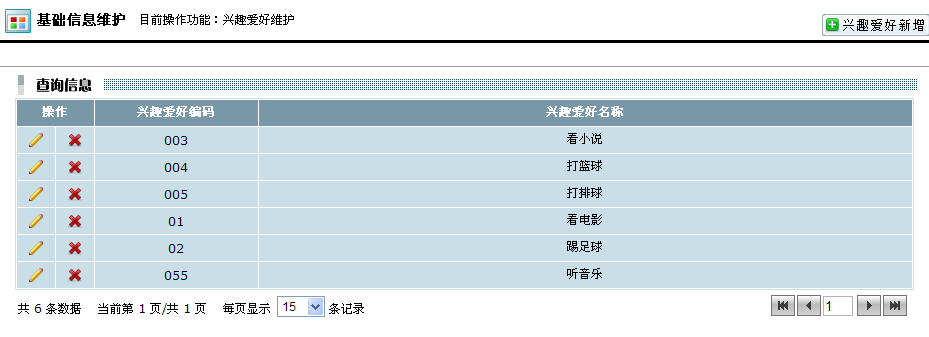 基础信息维护 目前操作功能：兴趣爱好维护
兴趣爱好新增
查询信息
操作 兴趣爱好编码 兴趣爱好名称
003 看小说
004 打篮球
005 打排球
01 看电影
02 踢足球
055 听音乐
共 6 条数据 当前第 1 页/共 1 页 每页显示 15 条记录 1